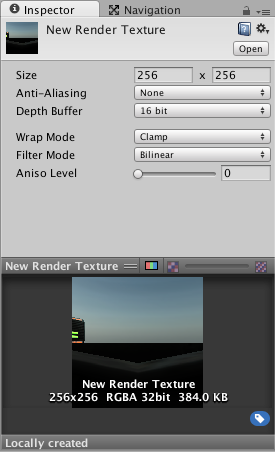 Inspector Navigation
New Render Texture
Open
Size 256 x 256
Anti-Aliasing None
Depth Buffer 16 bit
Wrap Mode Clamp
Filter Mode Bilinear
Aniso Level 0
New Render Texture
New Render Texture
256x256 RGBA 32bit 384.0 KB
Locally created